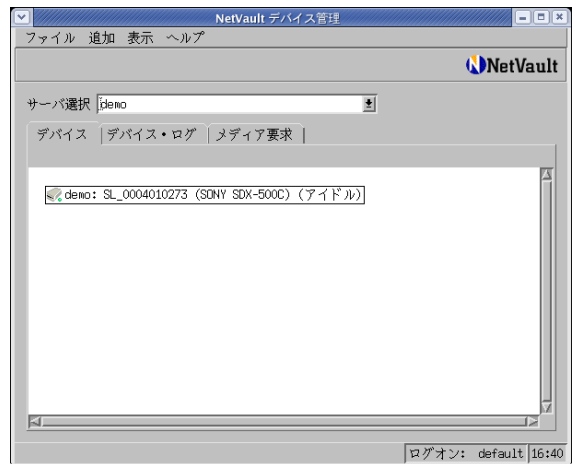 NetVault デバイス管理
ファイル 追加 表示 ヘルプ
NetVault
サーバ選択 demo
デバイス デバイス・ログ メディア要求
demo: SL_0004010273 (SONY SDX-500C) (アイドル)
ログオン: default 16:40